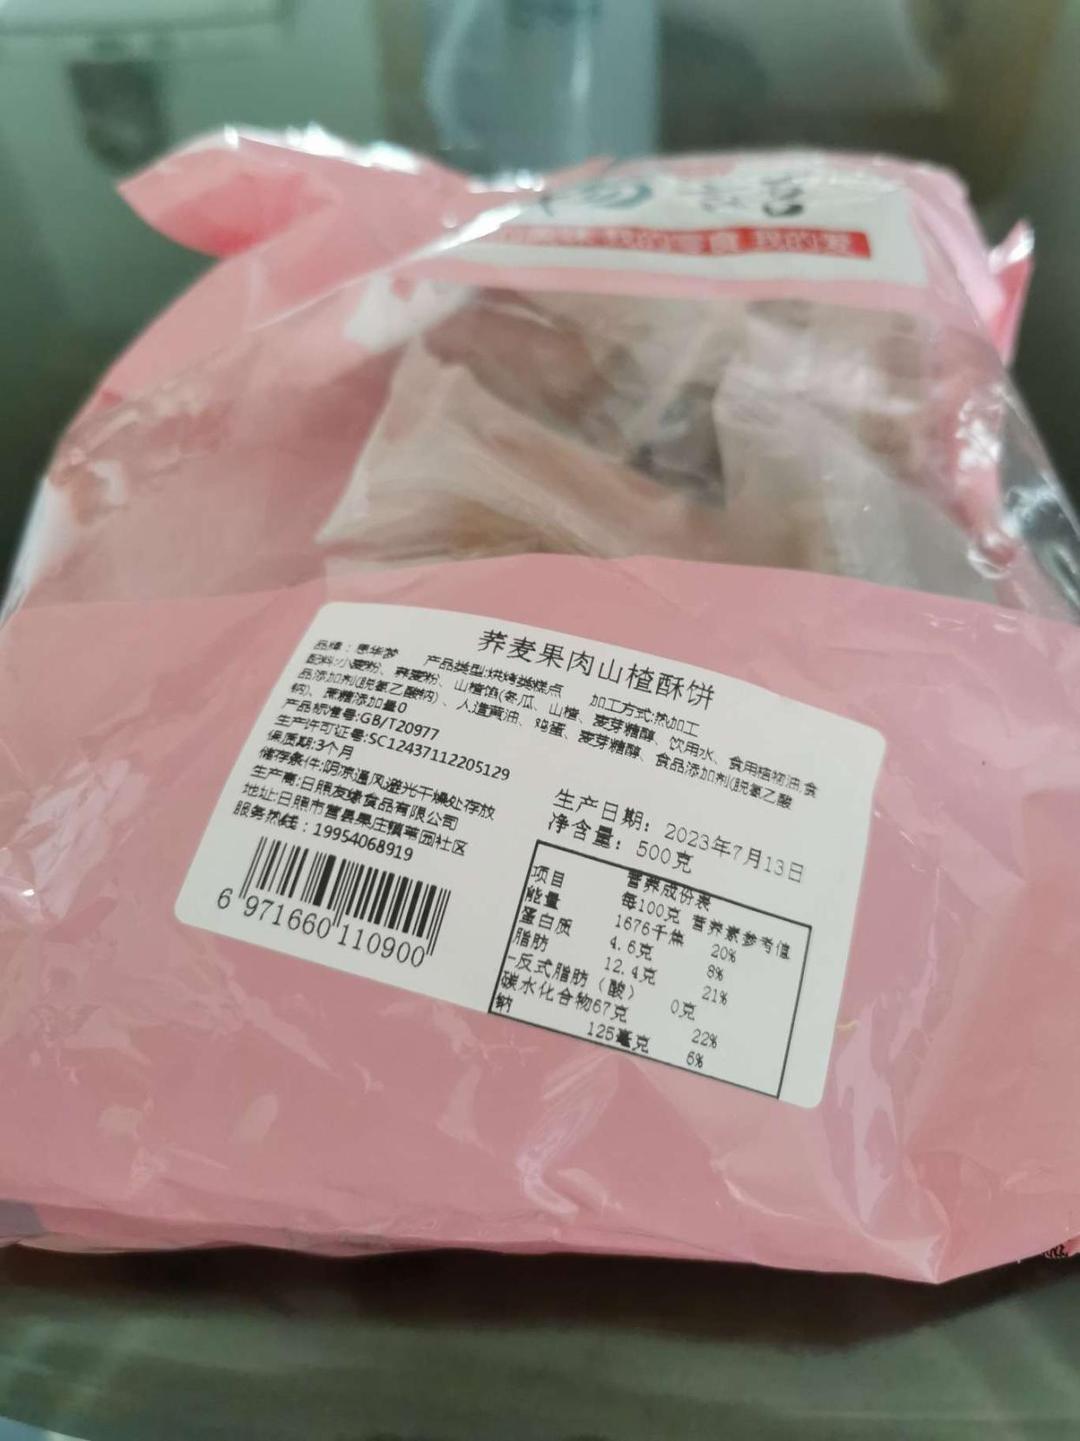 我的零食 我的爱
荞麦果肉山楂酥饼
品牌：思华梦 产品类型:烘烤类糕点 加工方式:热加工
配料:小麦粉、荞麦粉、山楂馅(冬瓜、山楂、麦芽糖醇、饮用水、食用植物油,食
品添加剂(脱氢乙酸钠)、人造黄油、鸡蛋、麦芽糖醇、食品添加剂(脱氢乙酸
钠)、蔗糖添加量0
产品标准号:GB/T20977
生产许可证号:SC12437112205129
保质期:3个月
储存条件:阴凉通风避光干燥处存放
生产商:日照友缘食品有限公司
地址:日照市莒县果庄镇苇园社区
服务热线：19954068919
6 971660 110900
生产日期：2023年7月13日
净含量：500克
营养成份表
项目 每100克 营养素参考值
能量 1676千焦 20%
蛋白质 4.6克 8%
脂肪 12.4克 21%
-反式脂肪（酸） 0克
碳水化合物67克 22%
钠 125毫克 6%